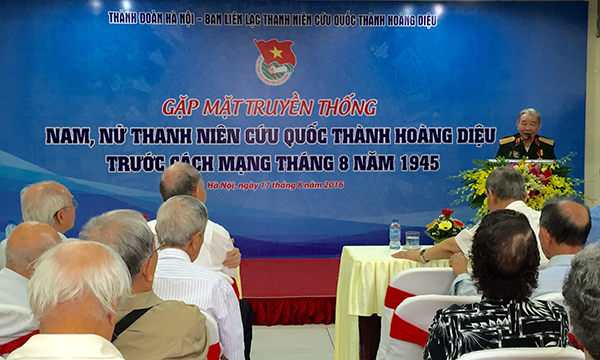 THÀNH ĐOÀN HÀ NỘI - BAN LIÊN LẠC THANH NIÊN CỨU QUỐC THÀNH HOÀNG DIỆU
GẶP MẶT TRUYỀN THỐNG
NAM, NỮ THANH NIÊN CỨU QUỐC THÀNH HOÀNG DIỆU
TRƯỚC CÁCH MẠNG THÁNG 8 NĂM 1945
Hà Nội, ngày 17 tháng 8 năm 2016